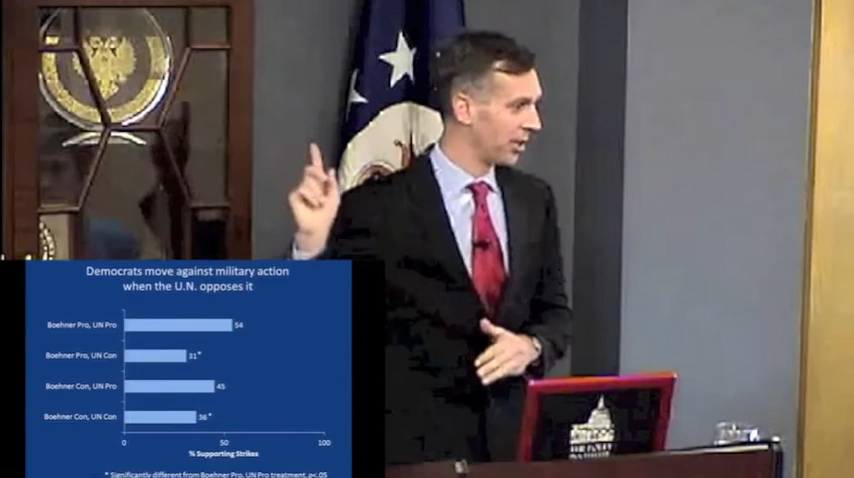 Democrats move against military action
when the U.N. opposes it
Boehner Pro, UN Pro 54
Boehner Pro, UN Con 31*
Boehner Con, UN Pro 45
Boehner Con, UN Con 36*
0 50 100
% Supporting Strikes
* Significantly different from Boehner Pro, UN Pro treatment, p<.05